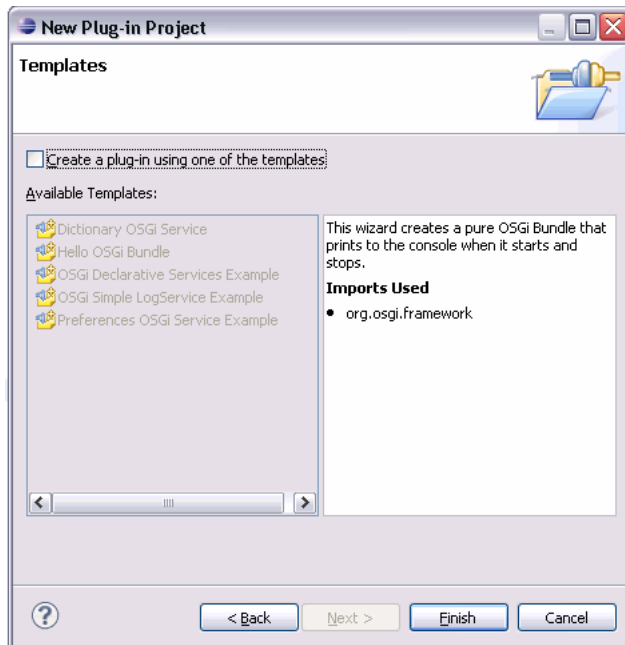 New Plug-in Project
Templates
Create a plug-in using one of the templates
Available Templates:
Dictionary OSGi Service
Hello OSGi Bundle
OSGi Declarative Services Example
OSGi Simple LogService Example
Preferences OSGi Service Example
This wizard creates a pure OSGi Bundle that
prints to the console when it starts and
stops.
Imports Used
• org.osgi.framework
?
< Back
Next >
Finish
Cancel